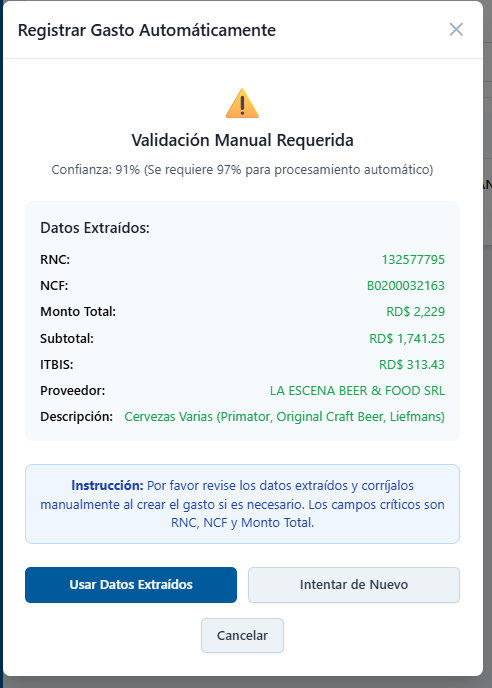 Registrar Gasto Automáticamente
Validación Manual Requerida
Confianza: 91% (Se requiere 97% para procesamiento automático)
Datos Extraídos:
RNC: 132577795
NCF: B0200032163
Monto Total: RD$ 2,229
Subtotal: RD$ 1,741.25
ITBIS: RD$ 313.43
Proveedor: LA ESCENA BEER & FOOD SRL
Descripción: Cervezas Varias (Primator, Original Craft Beer, Liefmans)
Instrucción: Por favor revise los datos extraídos y corríjalos
manualmente al crear el gasto si es necesario. Los campos críticos son
RNC, NCF y Monto Total.
Usar Datos Extraídos
Intentar de Nuevo
Cancelar